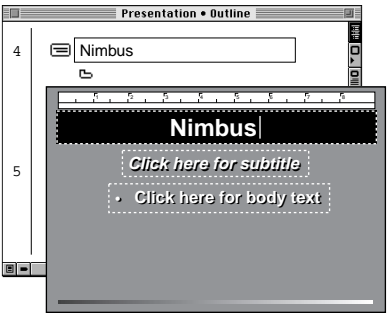 Presentation • Outline
4
Nimbus
Nimbus
Click here for subtitle
• Click here for body text
5